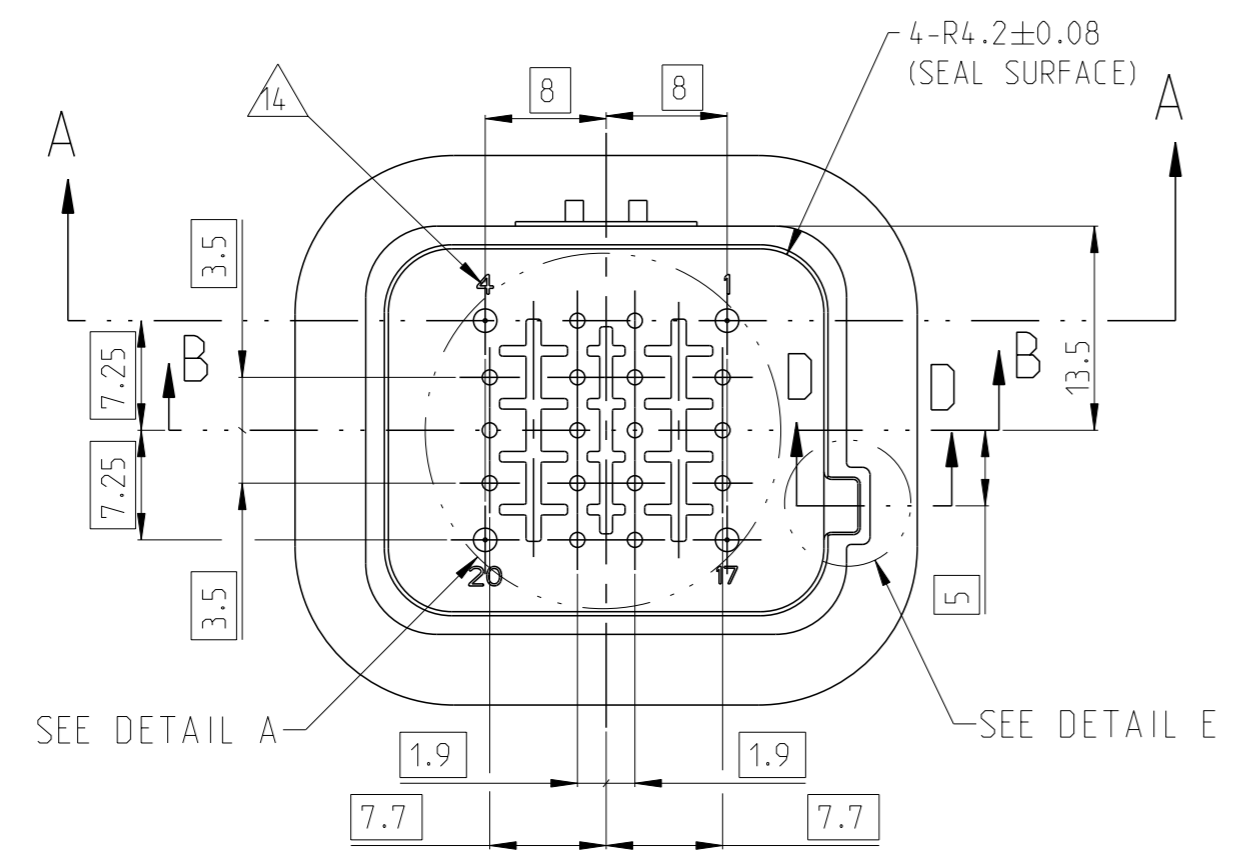 4-R4.2±0.08
(SEAL SURFACE)
14
8
8
A
A
3.5
4
1
7.25
B
D
D
B
13.5
7.25
3.5
20
17
5
SEE DETAIL A
SEE DETAIL E
1.9
1.9
7.7
7.7